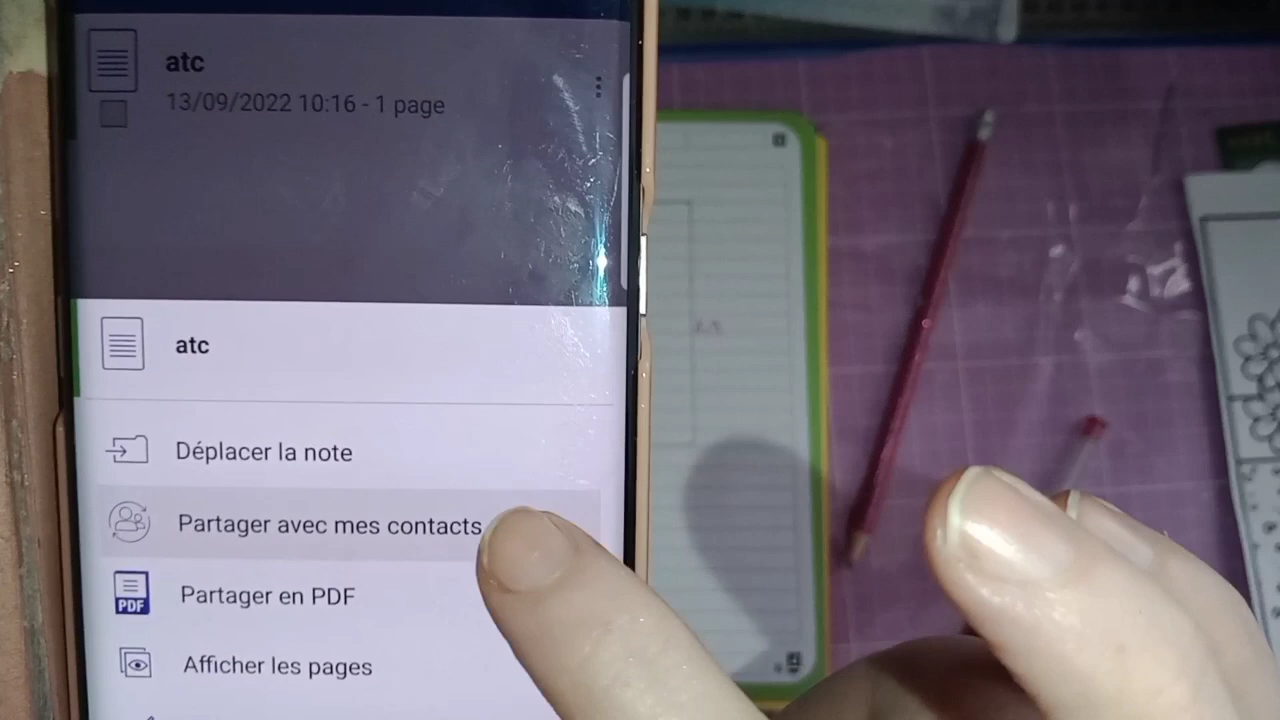 atc
13/09/2022 10:16 - 1 page
atc
Déplacer la note
Partager avec mes contacts
PDF
Partager en PDF
Afficher les pages